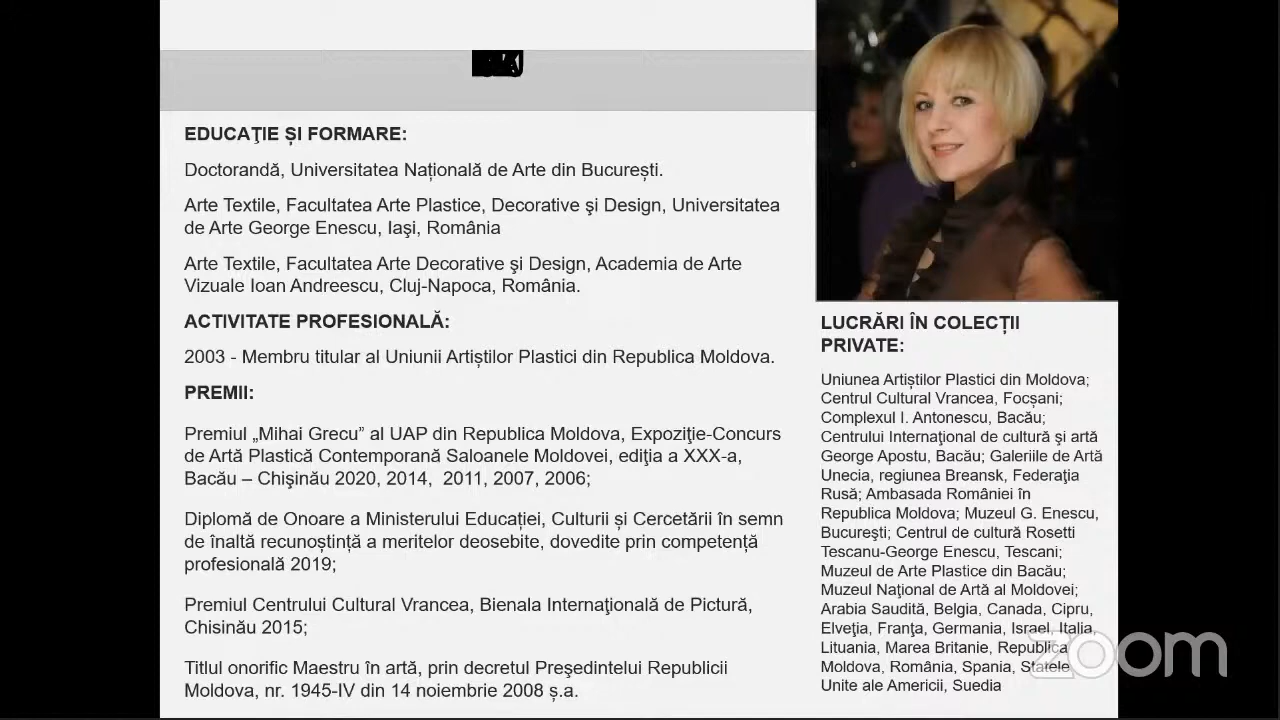 EDUCAŢIE ȘI FORMARE:
Doctorandă, Universitatea Națională de Arte din București.
Arte Textile, Facultatea Arte Plastice, Decorative şi Design, Universitatea
de Arte George Enescu, Iaşi, România
Arte Textile, Facultatea Arte Decorative şi Design, Academia de Arte
Vizuale Ioan Andreescu, Cluj-Napoca, România.
ACTIVITATE PROFESIONALĂ:
2003 - Membru titular al Uniunii Artiștilor Plastici din Republica Moldova.
PREMII:
Premiul „Mihai Grecu” al UAP din Republica Moldova, Expoziţie-Concurs
de Artă Plastică Contemporană Saloanele Moldovei, ediţia a XXX-a,
Bacău – Chişinău 2020, 2014, 2011, 2007, 2006;
Diplomă de Onoare a Ministerului Educației, Culturii și Cercetării în semn
de înaltă recunoștință a meritelor deosebite, dovedite prin competență
profesională 2019;
Premiul Centrului Cultural Vrancea, Bienala Internaţională de Pictură,
Chisinău 2015;
Titlul onorific Maestru în artă, prin decretul Preşedintelui Republicii
Moldova, nr. 1945-IV din 14 noiembrie 2008 ș.a.
LUCRĂRI ÎN COLECȚII
PRIVATE:
Uniunea Artiștilor Plastici din Moldova;
Centrul Cultural Vrancea, Focșani;
Complexul I. Antonescu, Bacău;
Centrului Internaţional de cultură şi artă
George Apostu, Bacău; Galeriile de Artă
Unecia, regiunea Breansk, Federaţia
Rusă; Ambasada României în
Republica Moldova; Muzeul G. Enescu,
Bucureşti; Centrul de cultură Rosetti
Tescanu-George Enescu, Tescani;
Muzeul de Arte Plastice din Bacău;
Muzeul Naţional de Artă al Moldovei;
Arabia Saudită, Belgia, Canada, Cipru,
Elveţia, Franţa, Germania, Israel, Italia,
Lituania, Marea Britanie, Republica
Moldova, România, Spania, Statele
Unite ale Americii, Suedia
zoom